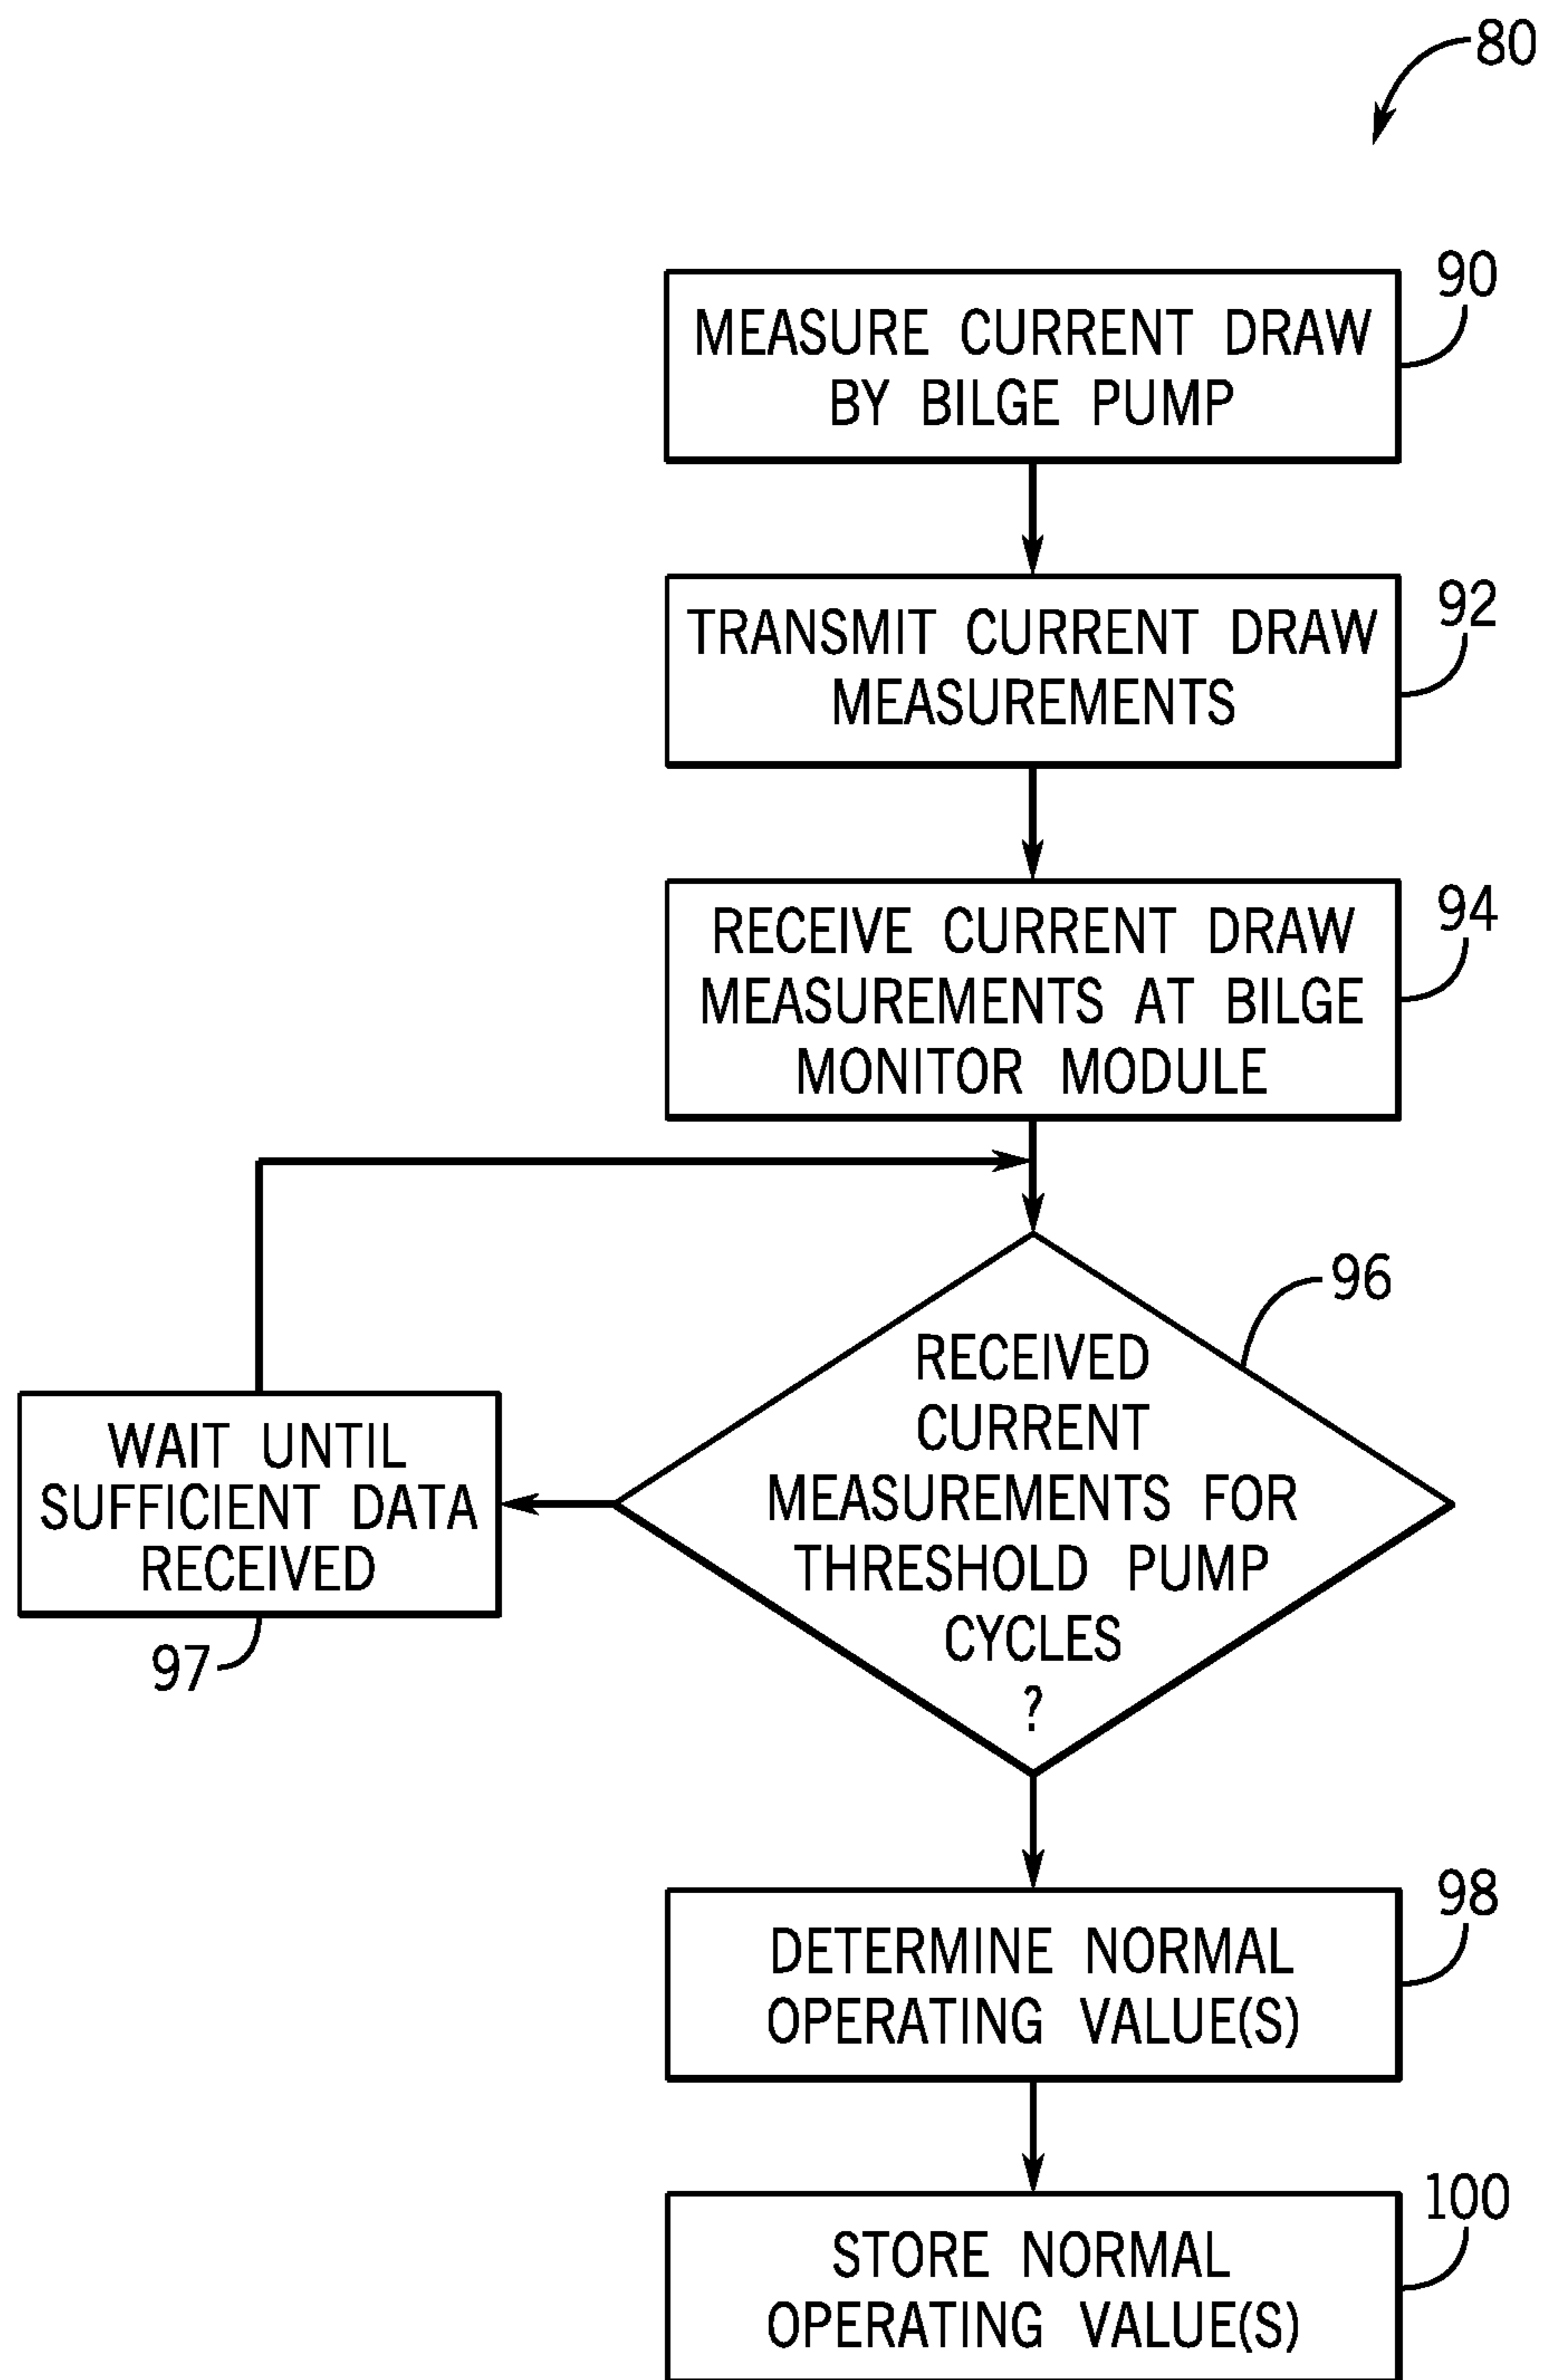 80
90
MEASURE CURRENT DRAW
BY BILGE PUMP
92
TRANSMIT CURRENT DRAW
MEASUREMENTS
94
RECEIVE CURRENT DRAW
MEASUREMENTS AT BILGE
MONITOR MODULE
96
RECEIVED
CURRENT
MEASUREMENTS FOR
THRESHOLD PUMP
CYCLES
?
WAIT UNTIL
SUFFICIENT DATA
RECEIVED
97
98
DETERMINE NORMAL
OPERATING VALUE(S)
100
STORE NORMAL
OPERATING VALUE(S)